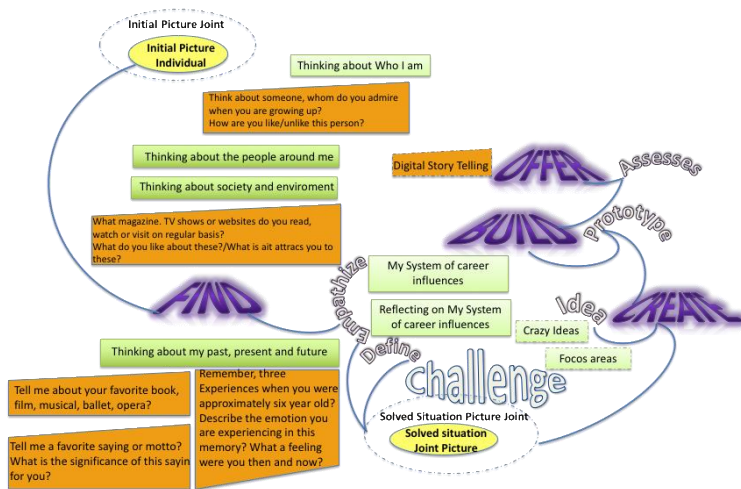 Initial Picture Joint
Initial Picture
Individual
Thinking about Who I am
Think about someone, whom do you admire
when you are growing up?
How are you like/unlike this person?
Thinking about the people around me
Thinking about society and enviroment
What magazine. TV shows or websites do you read,
watch or visit on regular basis?
What do you like about these?/What is ait attracs you to
these?
FIND
Empathize
Define
My System of career
influences
Reflecting on My System
of career influences
Digital Story Telling
OFFER
Assesses
BUILD
Prototype
Idea
CREATE
Crazy Ideas
Focos areas
Challenge
Thinking about my past, present and future
Tell me about your favorite book,
film, musical, ballet, opera?
Tell me a favorite saying or motto?
What is the significance of this sayin
for you?
Remember, three
Experiences when you were
approximately six year old?
Describe the emotion you
are experiencing in this
memory? What a feeling
were you then and now?
Solved Situation Picture Joint
Solved situation
Joint Picture